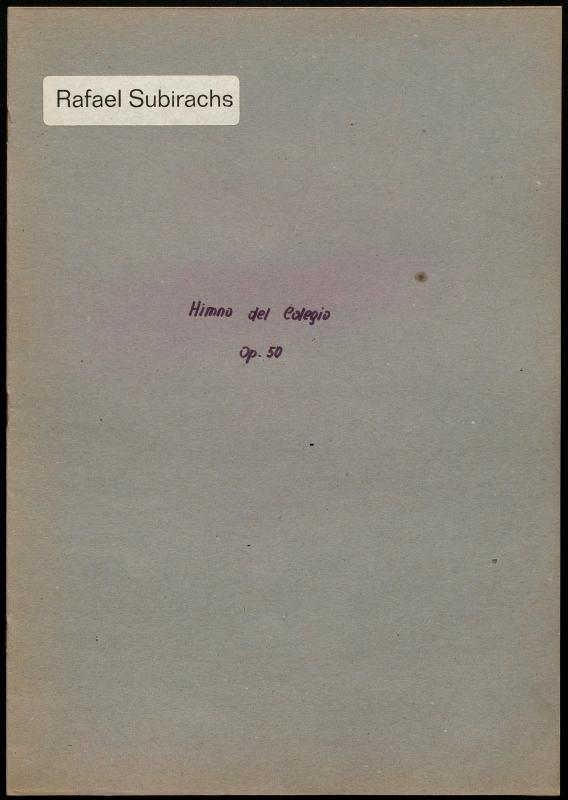 Rafael Subirachs
Himno del Colegio
Op. 50